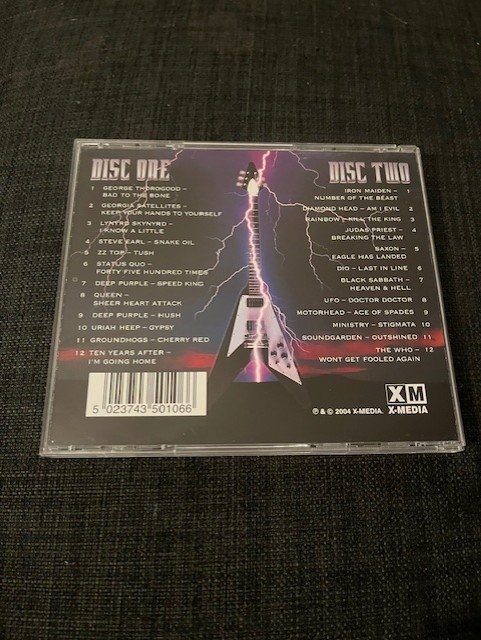 DISC ONE
1 GEORGE THOROGOOD –
BAD TO THE BONE
2 GEORGIA SATELLITES –
KEEP YOUR HANDS TO YOURSELF
3 LYNYRD SKYNYRD –
I KNOW A LITTLE
4 STEVE EARL – SNAKE OIL
5 ZZ TOP – TUSH
6 STATUS QUO –
FORTY FIVE HUNDRED TIMES
7 DEEP PURPLE – SPEED KING
8 QUEEN –
SHEER HEART ATTACK
9 DEEP PURPLE – HUSH
10 URIAH HEEP – GYPSY
11 GROUNDHOGS – CHERRY RED
12 TEN YEARS AFTER –
I'M GOING HOME
5 023743 501066
DISC TWO
IRON MAIDEN – 1
NUMBER OF THE BEAST
DIAMOND HEAD – AM I EVIL 2
RAINBOW – KILL THE KING 3
JUDAS PRIEST – 4
BREAKING THE LAW
SAXON – 5
EAGLE HAS LANDED
DIO – LAST IN LINE 6
BLACK SABBATH – 7
HEAVEN & HELL
UFO – DOCTOR DOCTOR 8
MOTORHEAD – ACE OF SPADES 9
MINISTRY – STIGMATA 10
SOUNDGARDEN – OUTSHINED 11
THE WHO – 12
WONT GET FOOLED AGAIN
XM
X-MEDIA
℗ & © 2004 X-MEDIA.